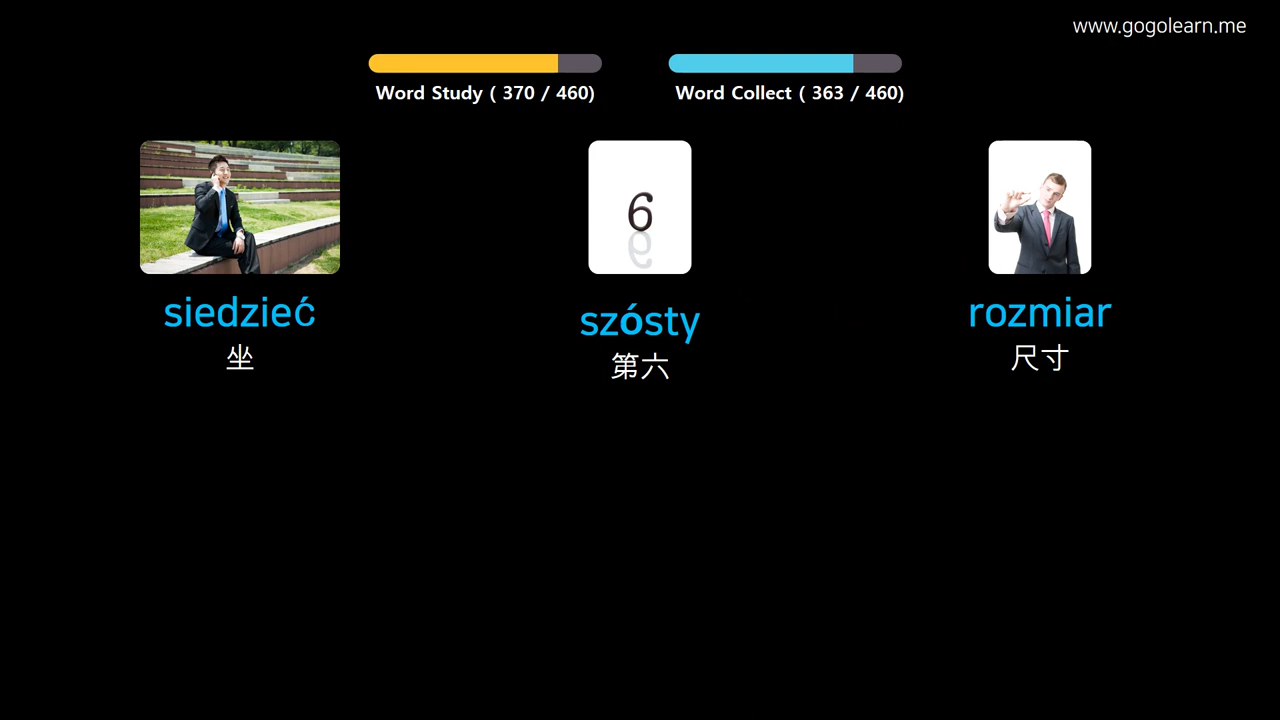 www.gogolearn.me
Word Study ( 370 / 460)
Word Collect ( 363 / 460)
6
siedzieć
坐
szósty
第六
rozmiar
尺寸